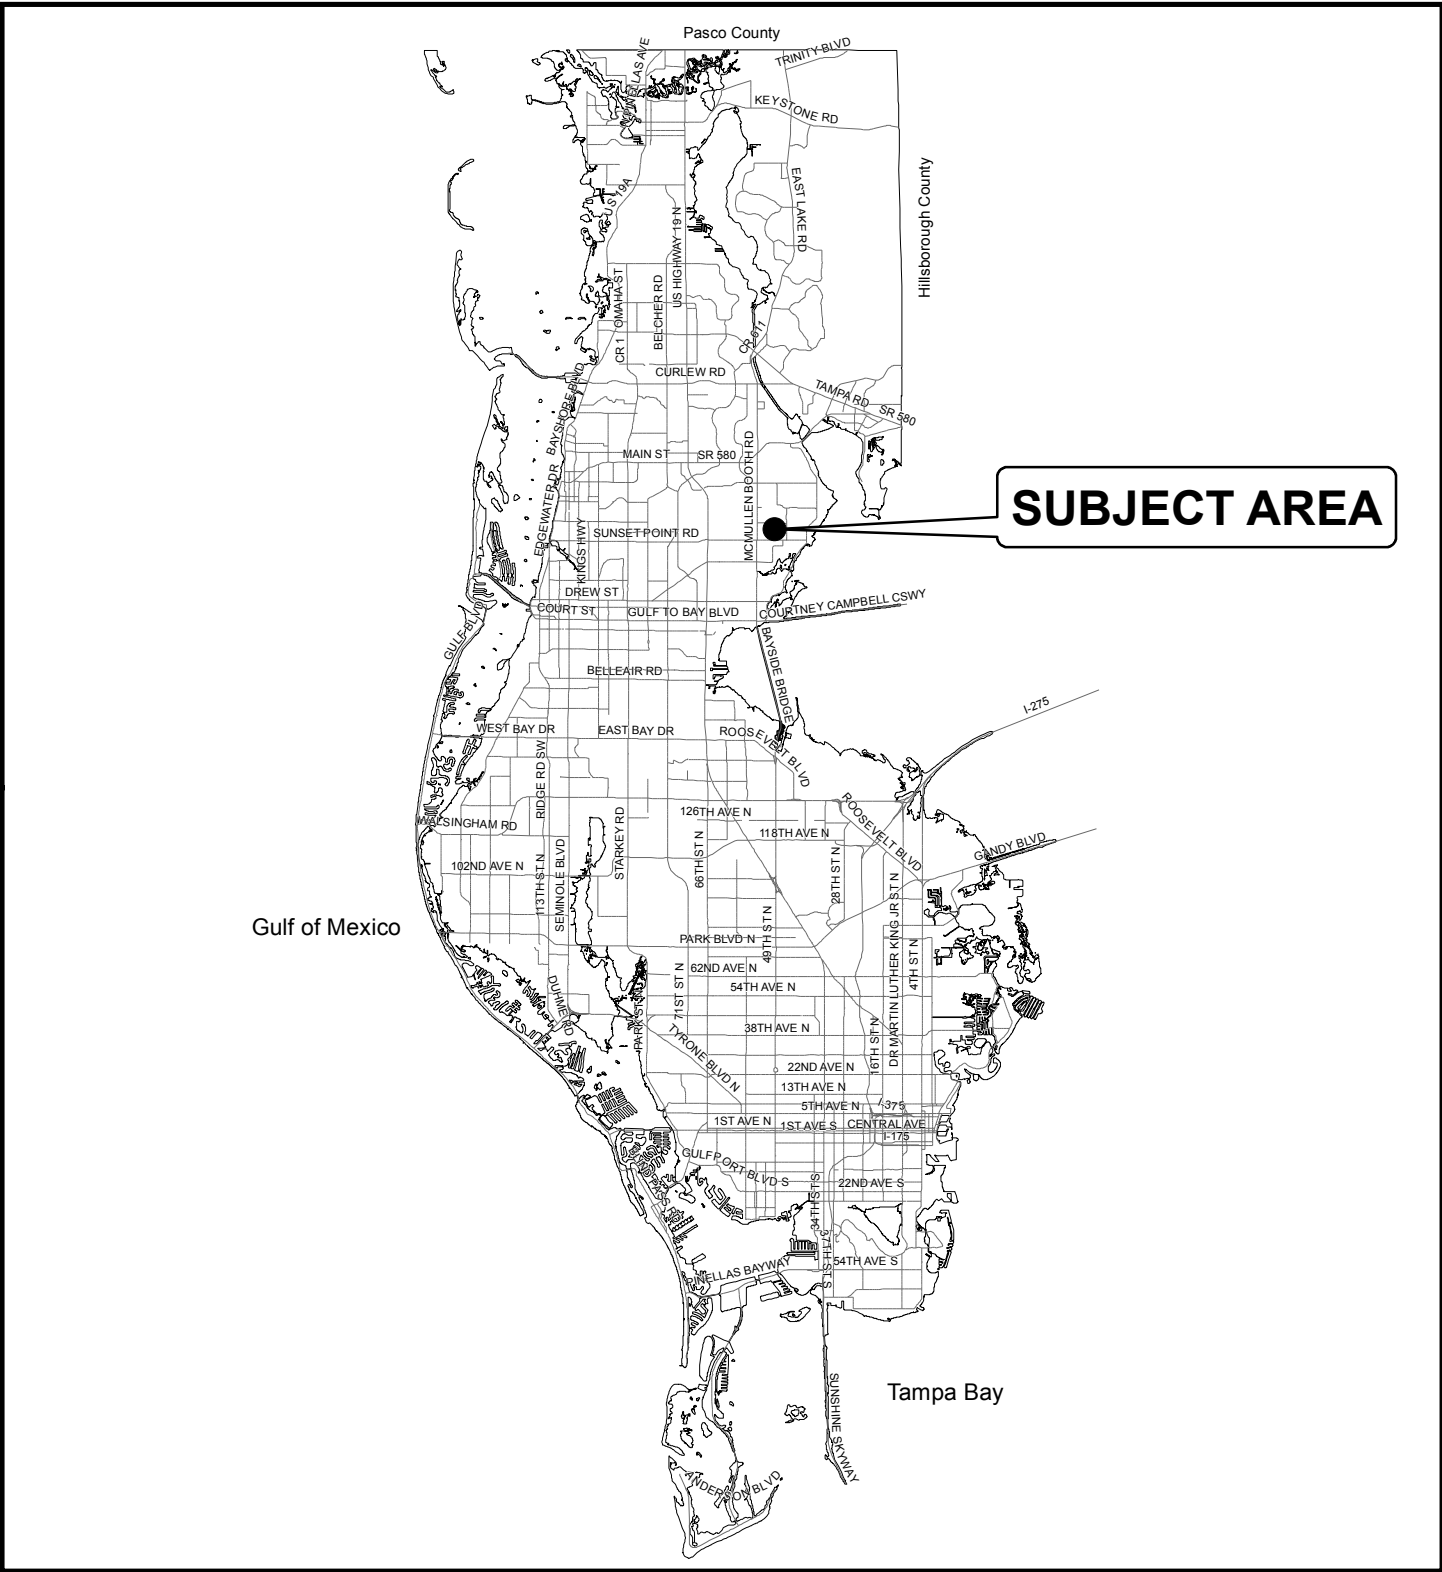 Pasco County
TRINITY BLVD
KEYSTONE RD
Hillsborough County
EAST LAKE RD
US 19A
US HIGHWAY 19 N
OMAHA ST
CR 1
BELCHER RD
CR 611
CURLEW RD
TAMPA RD
SR 580
BAYSHORE BLVD
MAIN ST
SR 580
MCMULLEN BOOTH RD
EDGEWATER DR
SUBJECT AREA
KINGS HWY
SUNSET POINT RD
DREW ST
COURT ST
GULF TO BAY BLVD
COURTNEY CAMPBELL CSWY
GULF BLVD
BAYSIDE BRIDGE
BELLEAIR RD
I-275
WEST BAY DR
EAST BAY DR
ROOSEVELT BLVD
RIDGE RD SW
WALSINGHAM RD
STARKEY RD
126TH AVE N
118TH AVE N
ROOSEVELT BLVD
GANDY BLVD
102ND AVE N
113TH ST N
SEMINOLE BLVD
66TH ST N
28TH ST N
DR MARTIN LUTHER KING JR ST N
Gulf of Mexico
PARK BLVD N
49TH ST N
4TH ST N
62ND AVE N
71ST ST N
54TH AVE N
DUHME RD
PARK ST N
38TH AVE N
16TH ST N
TYRONE BLVD N
22ND AVE N
13TH AVE N
5TH AVE N
I-375
1ST AVE N
1ST AVE S
CENTRAL AVE
I-175
GULFPORT BLVD S
22ND AVE S
34TH ST S
37TH ST S
54TH AVE S
PINELLAS BAYWAY
Tampa Bay
SUNSHINE SKYWAY
ANDERSON BLVD